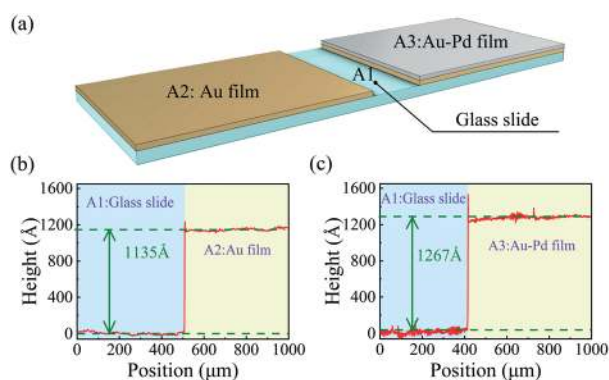 (a)
A3:Au-Pd film
A1
A2: Au film
Glass slide
(b)
1600
1200
800
400
0
Height (Å)
A1:Glass slide
1135Å
A2:Au film
0 200 400 600 800 1000
Position (μm)
(c)
1600
1200
800
400
0
Height (Å)
A1:Glass slide
1267Å
A3:Au-Pd film
0 200 400 600 800 1000
Position (μm)